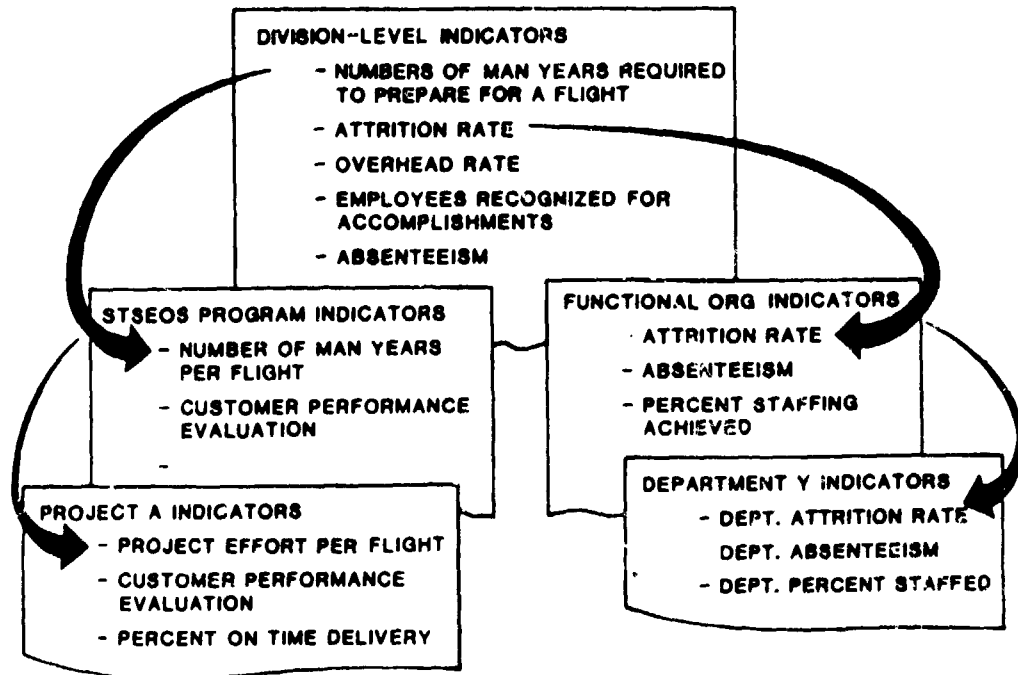 DIVISION-LEVEL INDICATORS
- NUMBERS OF MAN YEARS REQUIRED
TO PREPARE FOR A FLIGHT
- ATTRITION RATE
- OVERHEAD RATE
- EMPLOYEES RECOGNIZED FOR
ACCOMPLISHMENTS
- ABSENTEEISM
STSEOS PROGRAM INDICATORS
- NUMBER OF MAN YEARS
PER FLIGHT
- CUSTOMER PERFORMANCE
EVALUATION
-
FUNCTIONAL ORG INDICATORS
- ATTRITION RATE
- ABSENTEEISM
- PERCENT STAFFING
ACHIEVED
PROJECT A INDICATORS
- PROJECT EFFORT PER FLIGHT
- CUSTOMER PERFORMANCE
EVALUATION
- PERCENT ON TIME DELIVERY
DEPARTMENT Y INDICATORS
- DEPT. ATTRITION RATE
DEPT. ABSENTEEISM
- DEPT. PERCENT STAFFED